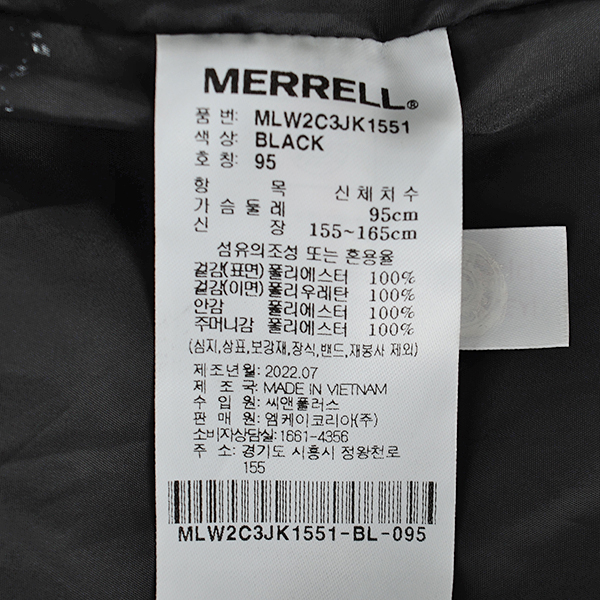 MERRELL®
품 번: MLW2C3JK1551
색 상: BLACK
호 칭: 95
항 목 신체치수
가슴둘레 95cm
신 장 155~165cm
섬유의조성 또는 혼용율
겉감(표면) 폴리에스터 100%
겉감(이면) 폴리우레탄 100%
안감 폴리에스터 100%
주머니감 폴리에스터 100%
(심지,상표,보강재,장식,밴드,재봉사 제외)
제조년월: 2022.07
제 조 국: MADE IN VIETNAM
수 입 원: 씨앤플러스
판 매 원: 엠케이코리아(주)
소비자상담실: 1661-4356
주 소: 경기도 시흥시 정왕천로
155
MLW2C3JK1551-BL-095